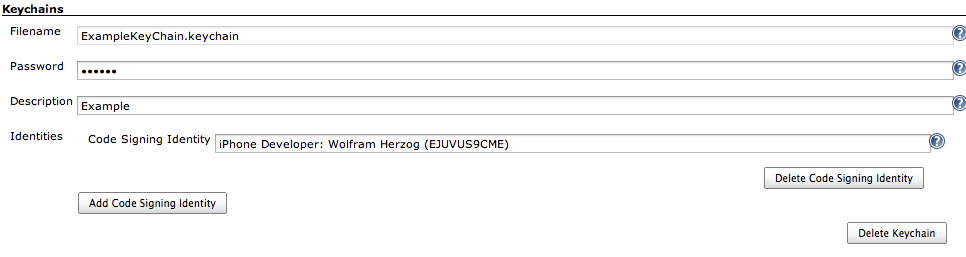 Keychains
Filename ExampleKeyChain.keychain ?
Password •••••• ?
Description Example ?
Identities Code Signing Identity iPhone Developer: Wolfram Herzog (EJUVUS9CME) ?
Delete Code Signing Identity
Add Code Signing Identity
Delete Keychain